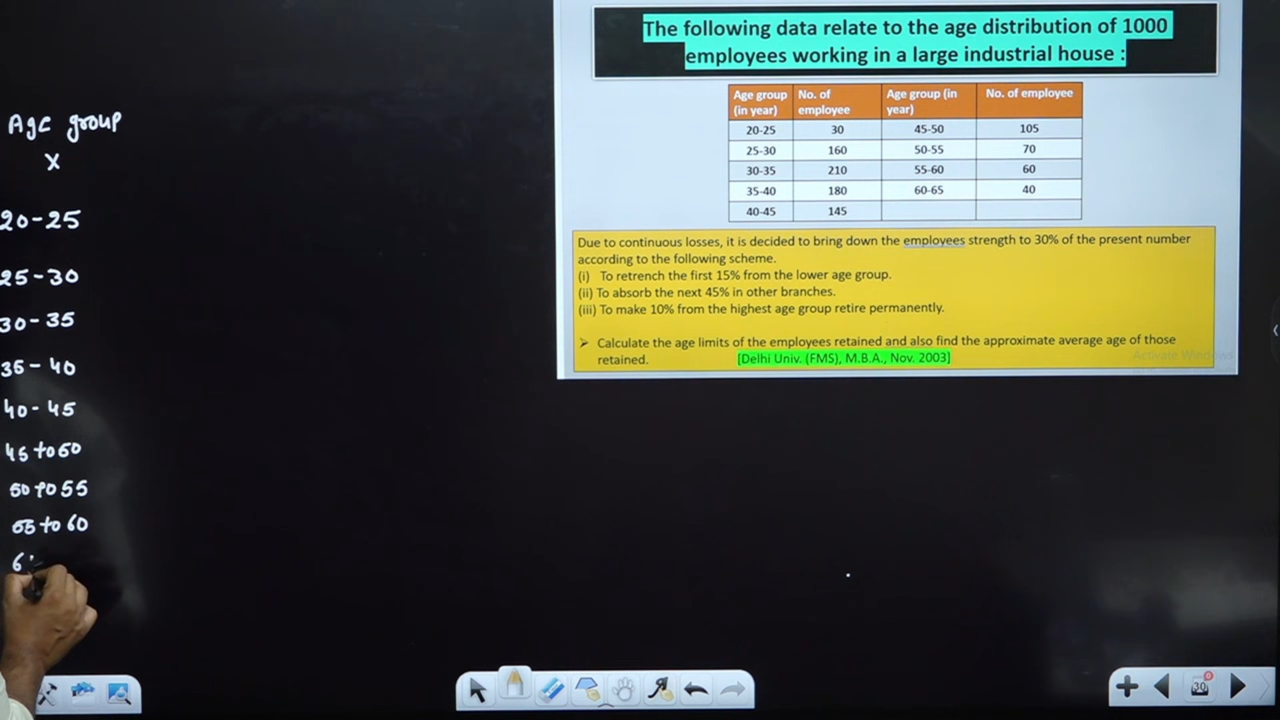 The following data relate to the age distribution of 1000
employees working in a large industrial house :
Age group (in year) No. of employee Age group (in year) No. of employee
20-25 30 45-50 105
25-30 160 50-55 70
30-35 210 55-60 60
35-40 180 60-65 40
40-45 145
Due to continuous losses, it is decided to bring down the employees strength to 30% of the present number
according to the following scheme.
(i) To retrench the first 15% from the lower age group.
(ii) To absorb the next 45% in other branches.
(iii) To make 10% from the highest age group retire permanently.
➢ Calculate the age limits of the employees retained and also find the approximate average age of those
retained. [Delhi Univ. (FMS), M.B.A., Nov. 2003]
Activate Windows
Age group
X
20-25
25-30
30-35
35-40
40-45
45 to 50
50 to 55
55 to 60
6
30
0